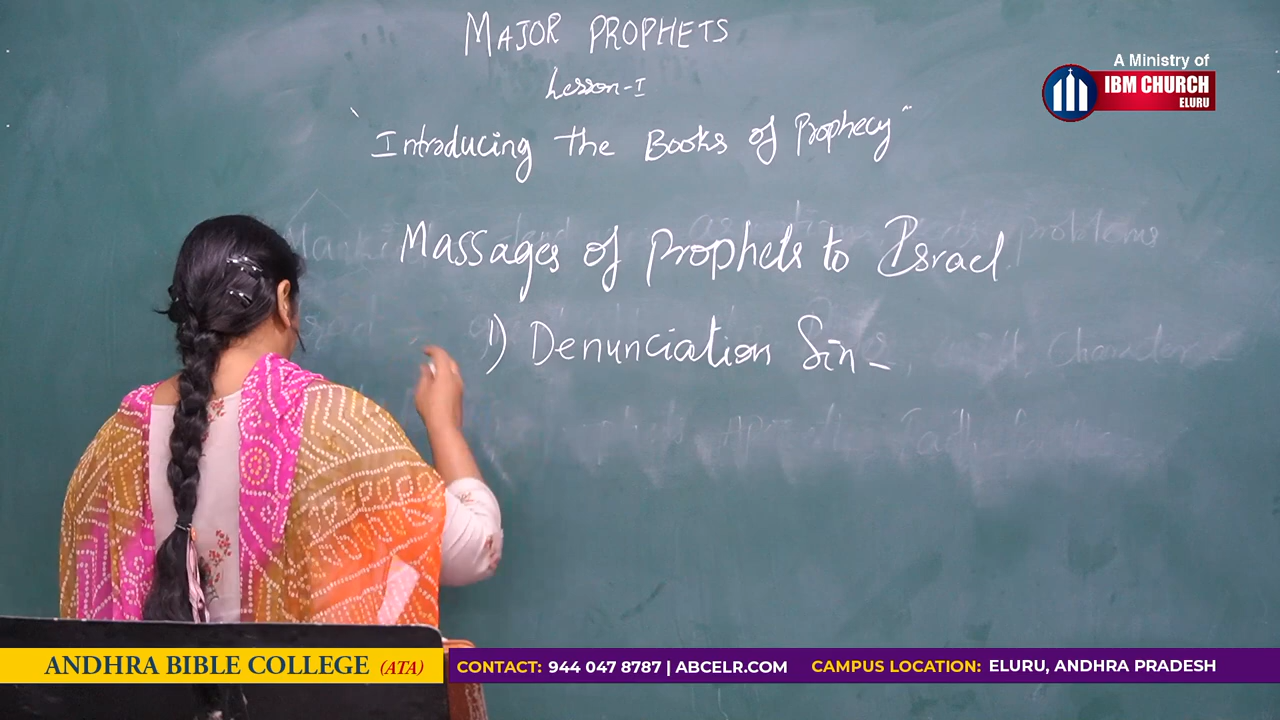 MAJOR PROPHETS
Lesson-I
"Introducing the Books of Prophecy"
Massages of prophets to Israel
1) Denunciation Sin -
problems
A Ministry of
IBM CHURCH
ELURU
ANDHRA BIBLE COLLEGE (ATA)
CONTACT: 944 047 8787 | ABCELR.COM CAMPUS LOCATION: ELURU, ANDHRA PRADESH